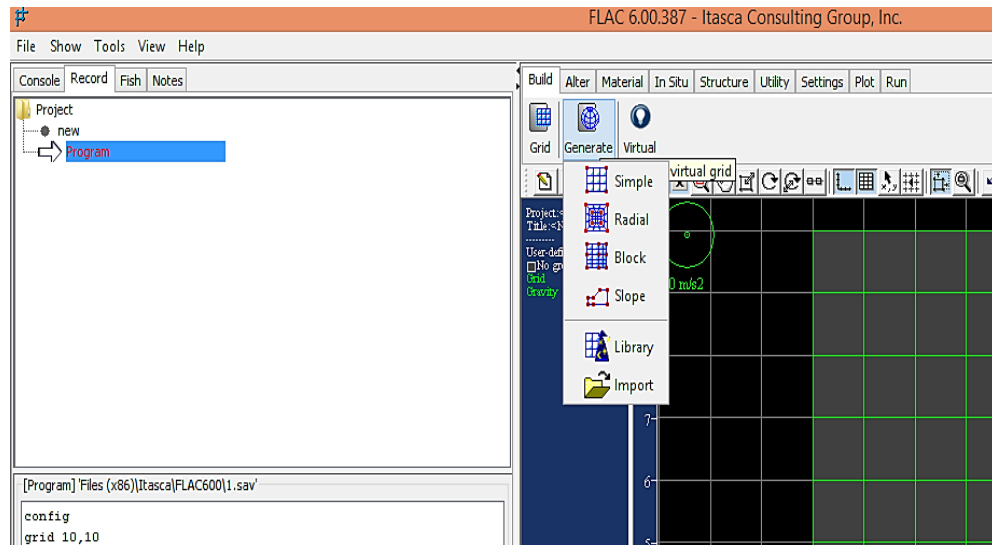 FLAC 6.00.387 - Itasca Consulting Group, Inc.
File Show Tools View Help
Console Record Fish Notes
Project
new
Program
[Program] 'Files (x86)\Itasca\FLAC600\1.sav'
config
grid 10,10
Build Alter Material In Situ Structure Utility Settings Plot Run
Grid Generate Virtual
virtual grid
Simple
Radial
Block
Slope
Library
Import
Project:
Title:
User-def
No gr
Grid
Gravity
0 m/s2
7
6
5